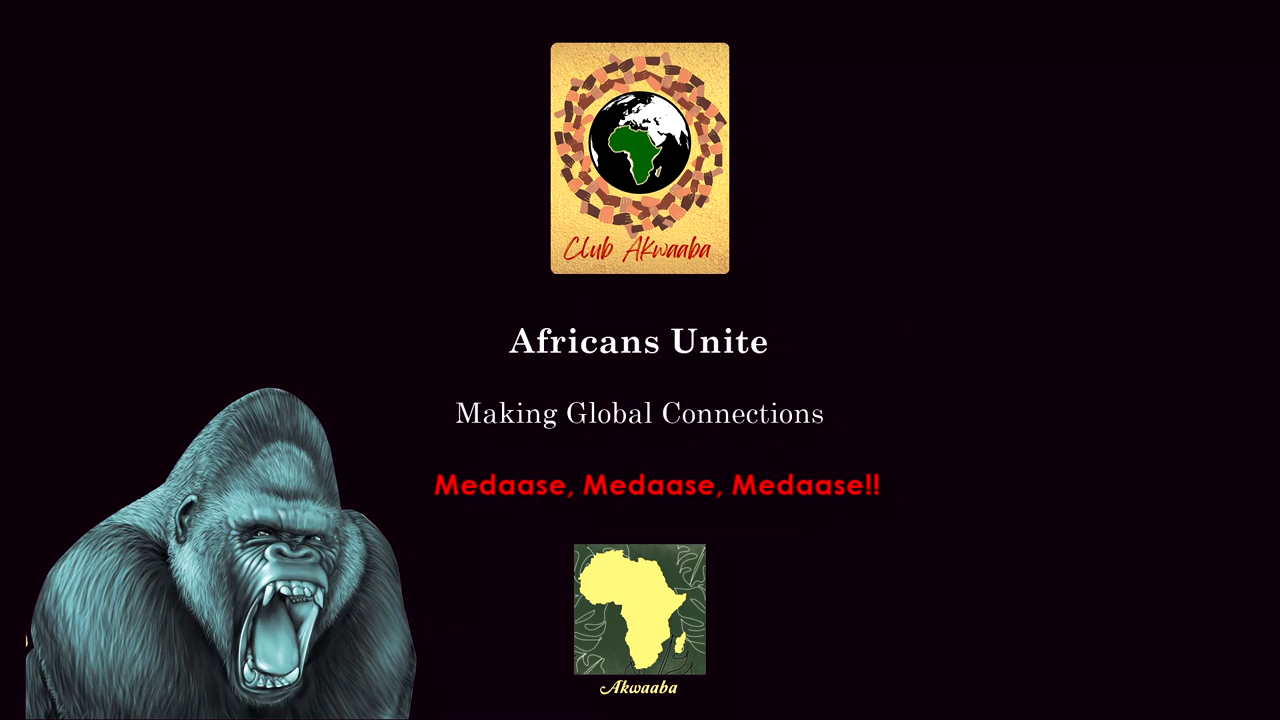 Club Akwaaba
Africans Unite
Making Global Connections
Medaase, Medaase, Medaase!!
Akwaaba